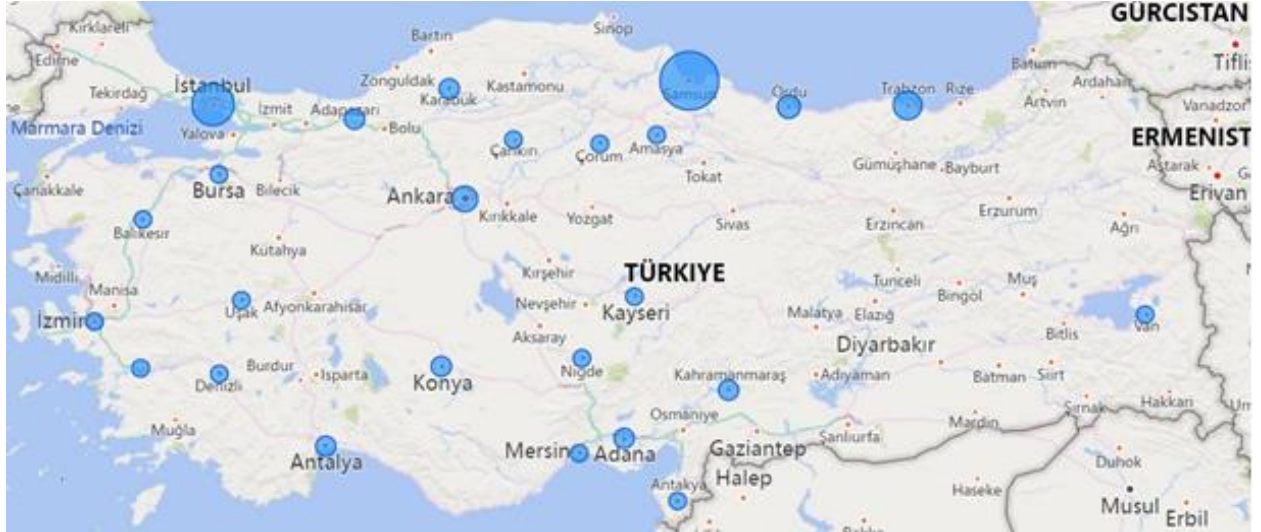 GÜRCISTAN
Kırklareli
Sinop
Bartın
Edirne
Tiflis
Batum
Zonguldak
Kastamonu
Ardahan
İstanbul
Tekirdağ
Karabük
Samsun
Ordu
Trabzon
Rize
Artvin
Vanadzor
İzmit
Adapazarı
Bolu
Marmara Denizi
Yalova
ERMENIST
Çankırı
Çorum
Amasya
Gümüşhane
Bayburt
Aştarak
Tokat
Çanakkale
Bursa
Bilecik
Ankara
Erivan
Kırıkkale
Yozgat
Sivas
Erzincan
Erzurum
Ağrı
Balıkesir
Kütahya
Midilli
Kırşehir
TÜRKIYE
Tunceli
Muş
Manisa
Bingöl
Uşak
Afyonkarahisar
Nevşehir
Kayseri
Malatya
Elazığ
İzmir
Van
Bitlis
Aksaray
Diyarbakır
Burdur
Isparta
Denizli
Konya
Niğde
Kahramanmaraş
Adıyaman
Batman
Siirt
Osmaniye
Şırnak
Hakkari
Muğla
Mardin
Şanlıurfa
Mersin
Adana
Gaziantep
Antalya
Duhok
Antakya
Halep
Haseke
Musul
Erbil
Rakka